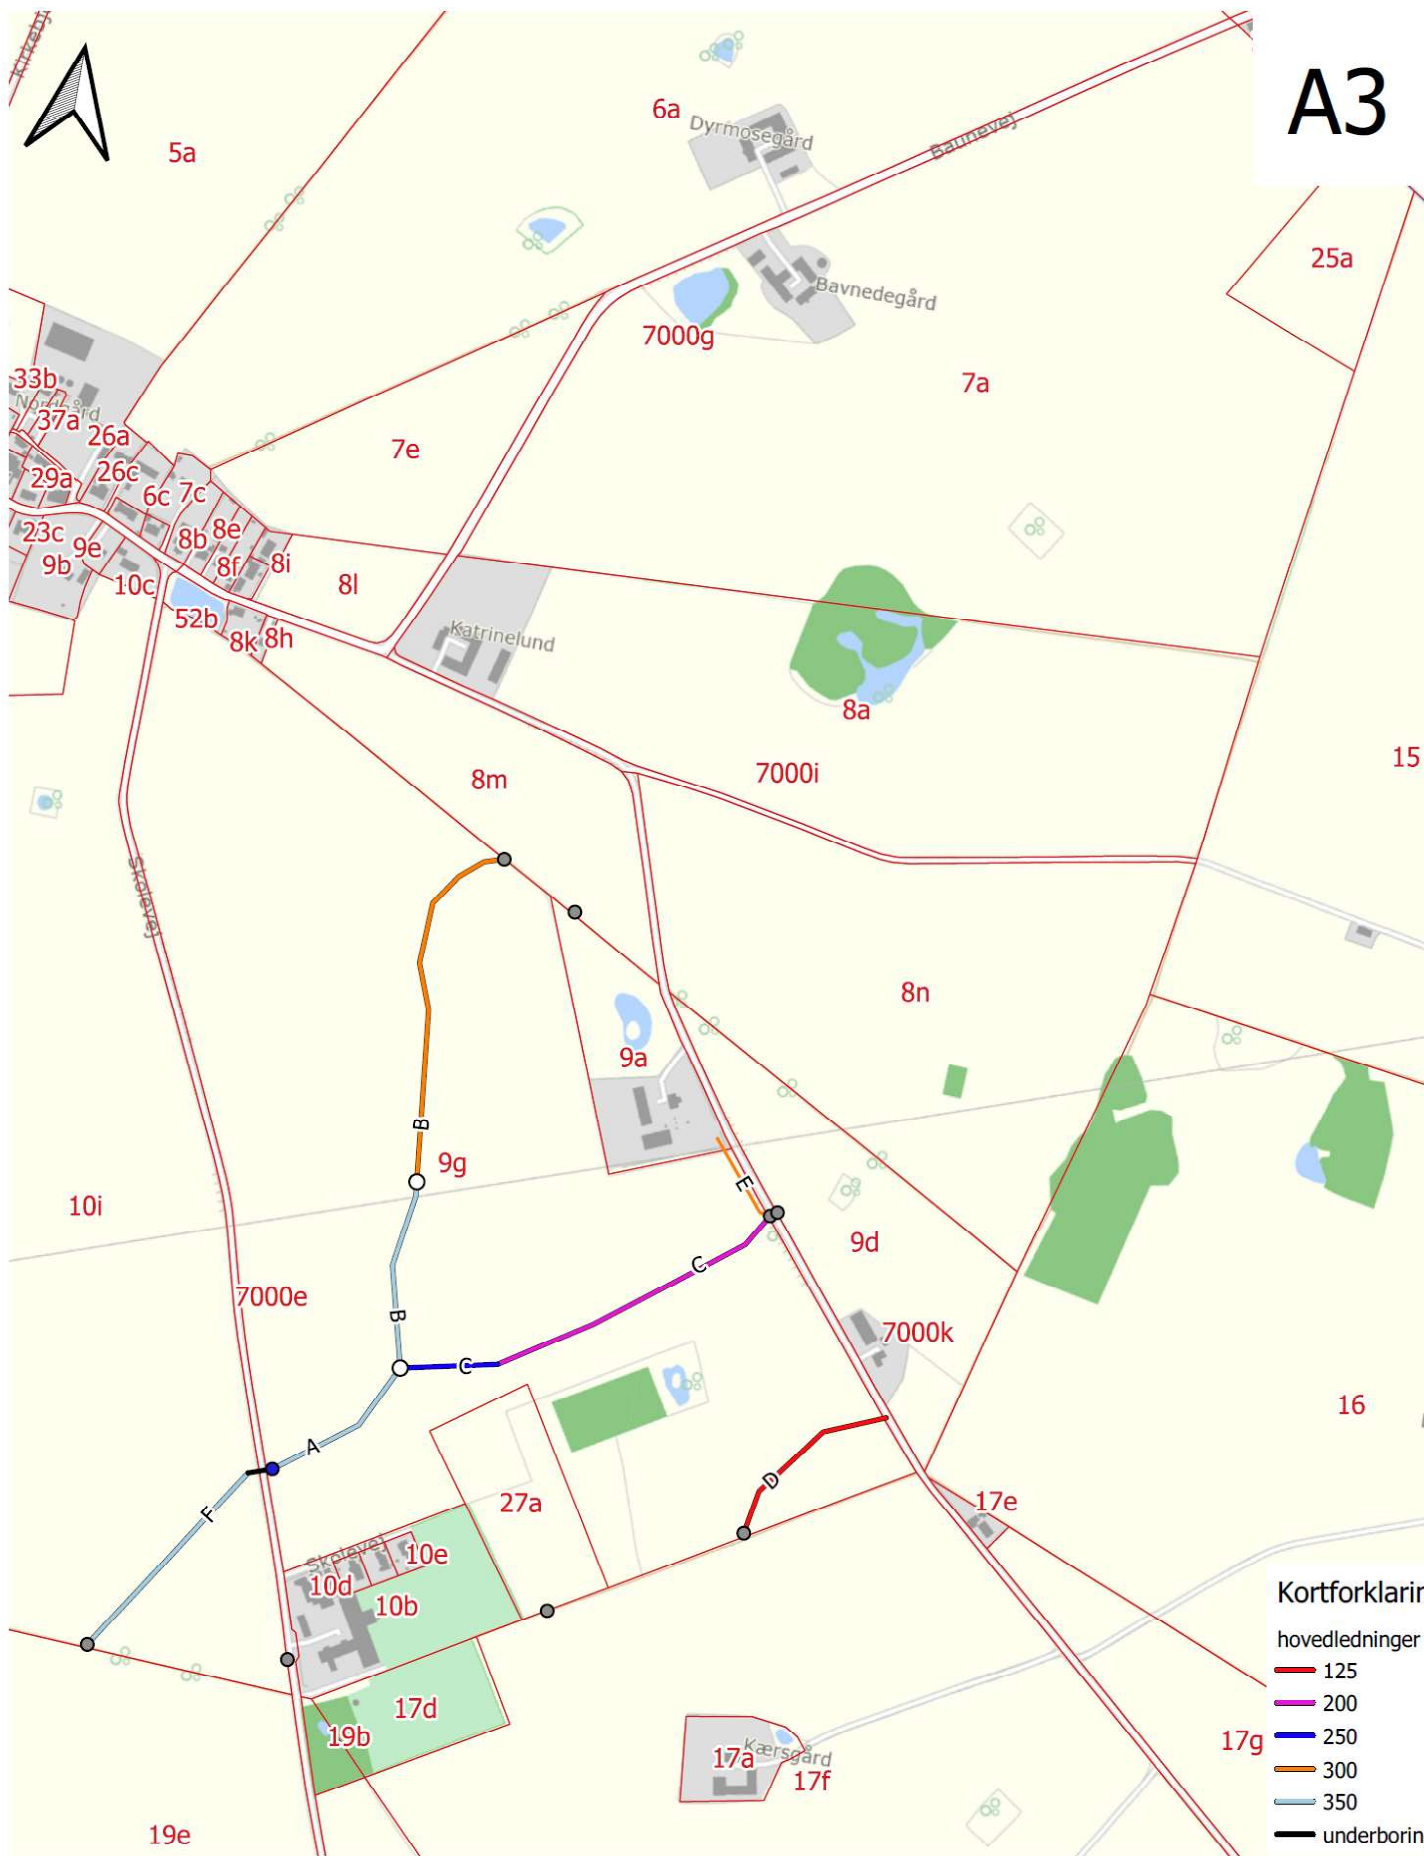 Kirkebj
A3
6a
Dyrmosegård
Baunevej
5a
25a
Bavnedegård
7000g
7a
33b
Nordgård
37a
26a
7e
26c
29a
6c
7c
23c
8e
8b
9e
8f
8i
9b
10c
8l
52b
8k
8h
Katrinelund
8a
7000i
15
8m
Skolevej
8n
9a
B
9g
E
10i
9d
C
7000e
B
7000k
C
16
A
D
F
27a
17e
Skolevej
10e
10d
10b
Kortforklarin
hovedledninger
125
200
250
300
350
underborin
17d
19b
17a
Kærsgård
17f
17g
19e